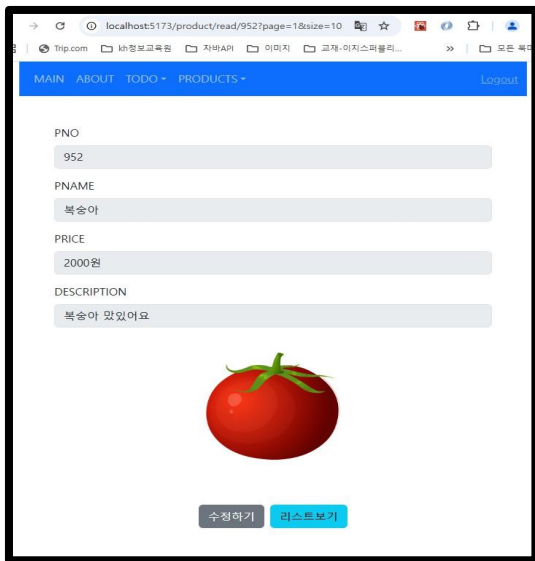 localhost:5173/product/read/952?page=1&size=10
Trip.com kh정보교육원 자바API 이미지 교재-이지스퍼블리... » 모든 북마
MAIN ABOUT TODO PRODUCTS Logout
PNO
952
PNAME
복숭아
PRICE
2000원
DESCRIPTION
복숭아 맛있어요
수정하기 리스트보기